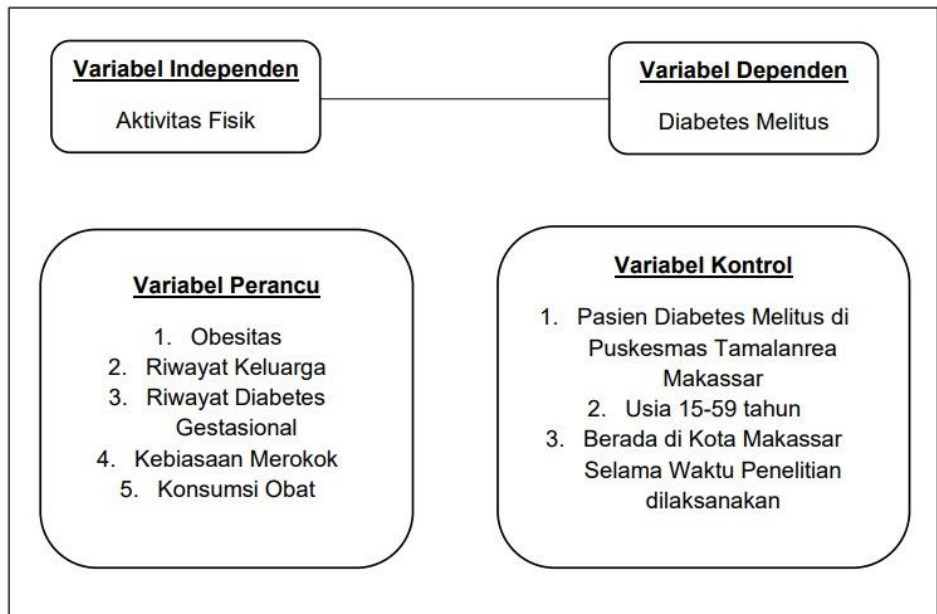 Variabel Independen
Aktivitas Fisik
Variabel Dependen
Diabetes Melitus
Variabel Perancu
1. Obesitas
2. Riwayat Keluarga
3. Riwayat Diabetes
Gestasional
4. Kebiasaan Merokok
5. Konsumsi Obat
Variabel Kontrol
1. Pasien Diabetes Melitus di
Puskesmas Tamalanrea
Makassar
2. Usia 15-59 tahun
3. Berada di Kota Makassar
Selama Waktu Penelitian
dilaksanakan